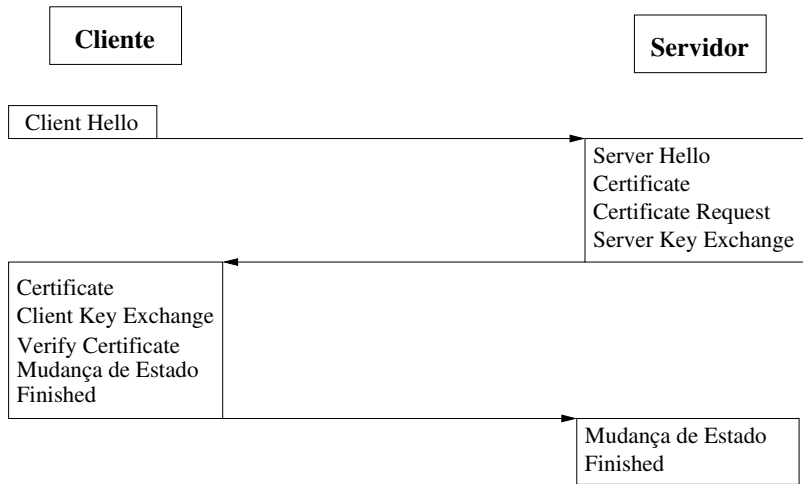 Cliente
Servidor
Client Hello
Server Hello
Certificate
Certificate Request
Server Key Exchange
Certificate
Client Key Exchange
Verify Certificate
Mudança de Estado
Finished
Mudança de Estado
Finished